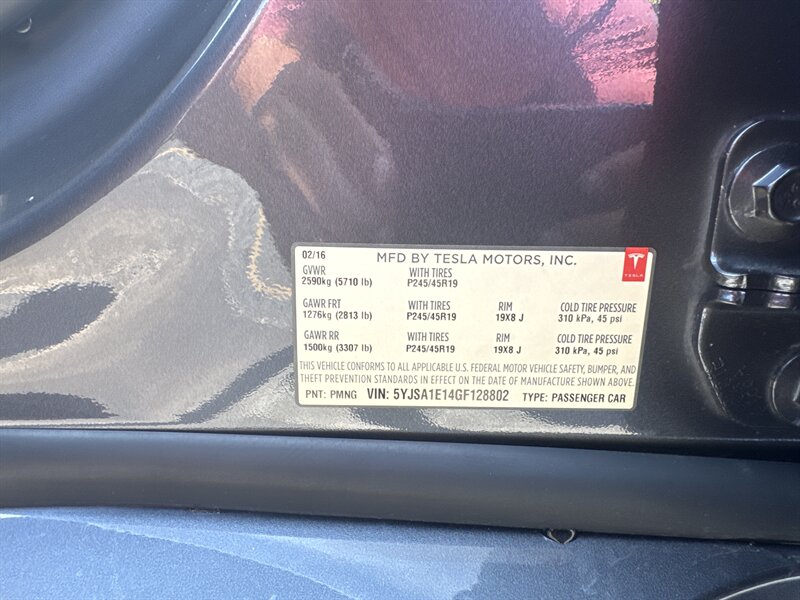 02/16 MFD BY TESLA MOTORS, INC.
GVWR WITH TIRES
2590kg (5710 lb) P245/45R19
TESLA
GAWR FRT WITH TIRES RIM COLD TIRE PRESSURE
1276kg (2813 lb) P245/45R19 19X8 J 310 kPa, 45 psi
GAWR RR WITH TIRES RIM COLD TIRE PRESSURE
1500kg (3307 lb) P245/45R19 19X8 J 310 kPa, 45 psi
THIS VEHICLE CONFORMS TO ALL APPLICABLE U.S. FEDERAL MOTOR VEHICLE SAFETY, BUMPER, AND
THEFT PREVENTION STANDARDS IN EFFECT ON THE DATE OF MANUFACTURE SHOWN ABOVE.
PNT: PMNG VIN: 5YJSA1E14GF128802 TYPE: PASSENGER CAR